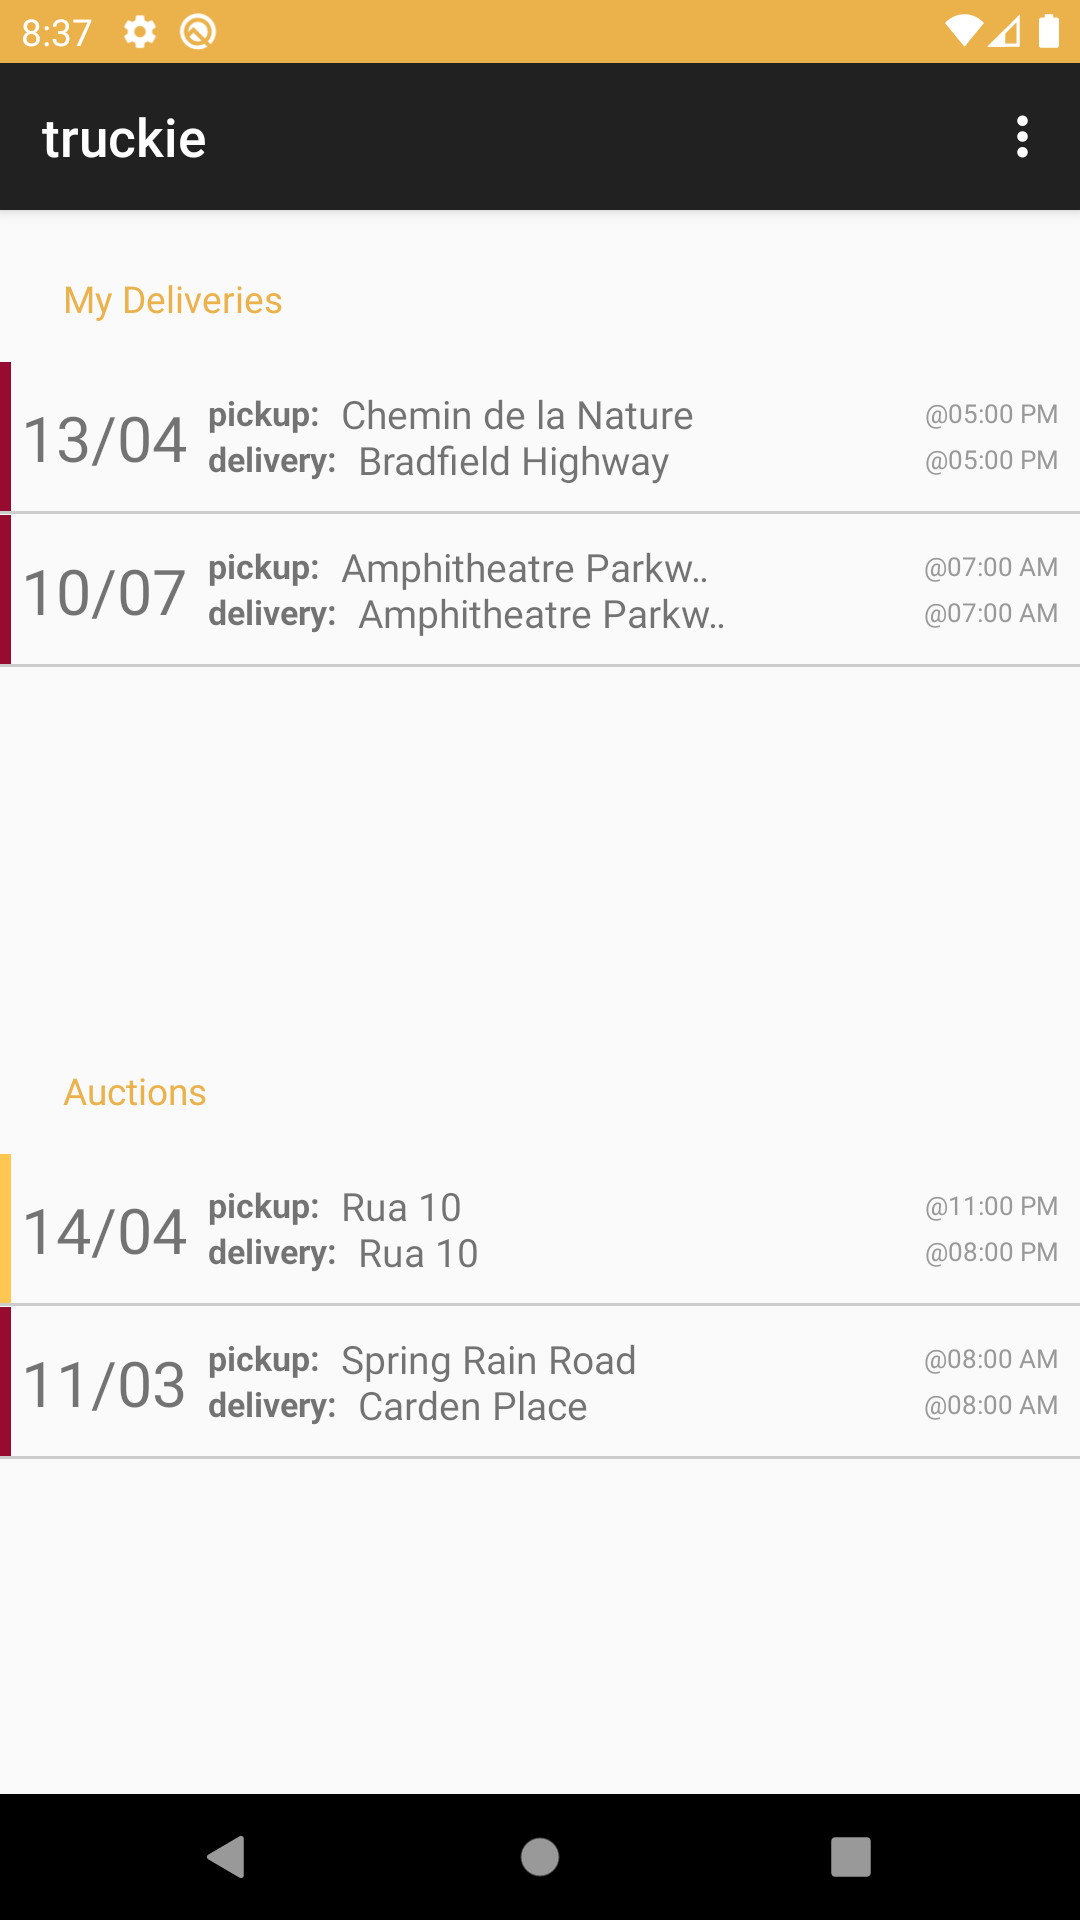 8:37
truckie
My Deliveries
13/04 pickup: Chemin de la Nature @05:00 PM
delivery: Bradfield Highway @05:00 PM
10/07 pickup: Amphitheatre Parkw.. @07:00 AM
delivery: Amphitheatre Parkw.. @07:00 AM
Auctions
14/04 pickup: Rua 10 @11:00 PM
delivery: Rua 10 @08:00 PM
11/03 pickup: Spring Rain Road @08:00 AM
delivery: Carden Place @08:00 AM